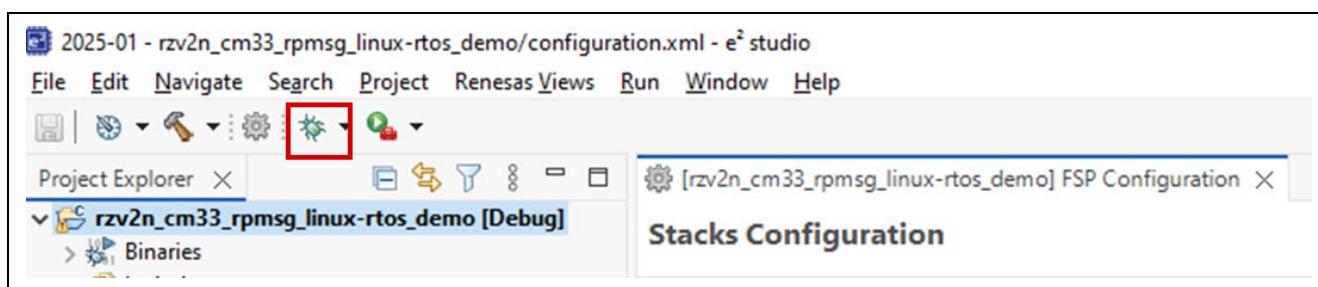 2025-01 - rzv2n_cm33_rpmsg_linux-rtos_demo/configuration.xml - e² studio
File Edit Navigate Search Project Renesas Views Run Window Help
Project Explorer
[rzv2n_cm33_rpmsg_linux-rtos_demo] FSP Configuration
rzv2n_cm33_rpmsg_linux-rtos_demo [Debug]
Stacks Configuration
Binaries